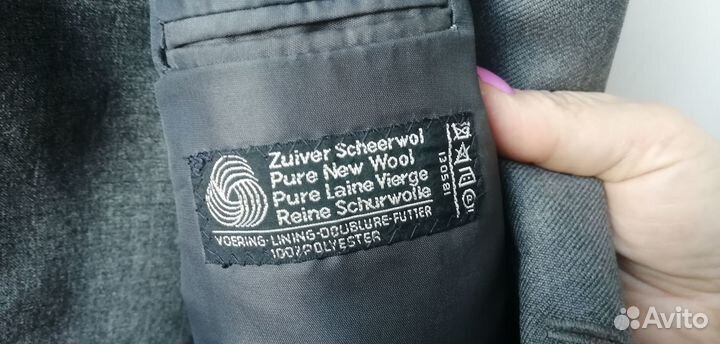 Zuiver Scheerwol
Pure New Wool
Pure Laine Vierge
Reine Schurwolle
VOERING-LINING-DOUBLURE-FUTTER
100% POLYESTER
Avito